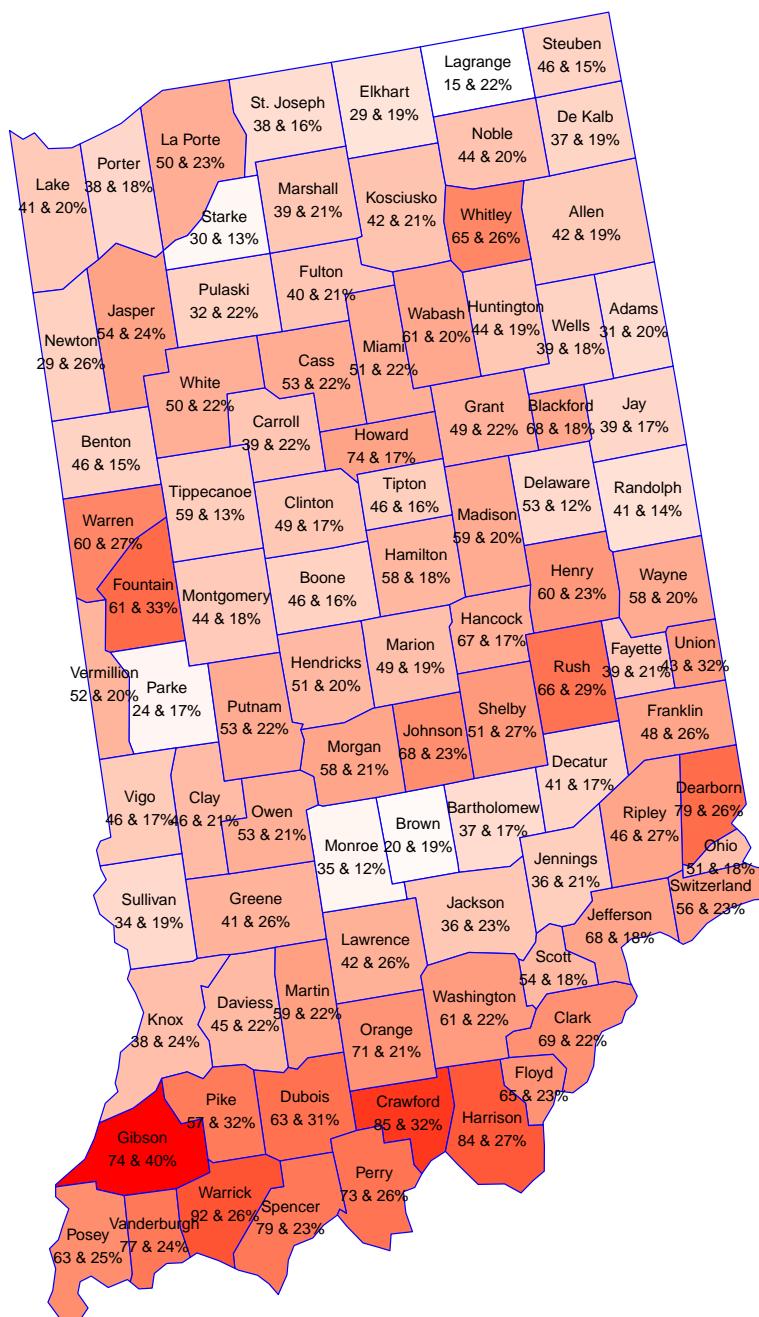 Steuben
46 & 15%
Lagrange
15 & 22%
Elkhart
29 & 19%
St. Joseph
38 & 16%
De Kalb
37 & 19%
La Porte
50 & 23%
Noble
44 & 20%
Porter
38 & 18%
Lake
41 & 20%
Marshall
39 & 21%
Kosciusko
42 & 21%
Starke
30 & 13%
Whitley
65 & 26%
Allen
42 & 19%
Fulton
40 & 21%
Pulaski
32 & 22%
Jasper
54 & 24%
Newton
29 & 26%
Wabash
61 & 20%
Huntington
44 & 19%
Adams
31 & 20%
Wells
39 & 18%
Miami
51 & 22%
Cass
53 & 22%
White
50 & 22%
Carroll
39 & 22%
Grant
49 & 22%
Blackford
68 & 18%
Jay
39 & 17%
Benton
46 & 15%
Howard
74 & 17%
Tippecanoe
59 & 13%
Clinton
49 & 17%
Tipton
46 & 16%
Delaware
53 & 12%
Randolph
41 & 14%
Madison
59 & 20%
Warren
60 & 27%
Fountain
61 & 33%
Montgomery
44 & 18%
Boone
46 & 16%
Hamilton
58 & 18%
Henry
60 & 23%
Wayne
58 & 20%
Hancock
67 & 17%
Marion
49 & 19%
Hendricks
51 & 20%
Vermillion
52 & 20%
Parke
24 & 17%
Putnam
53 & 22%
Rush
66 & 29%
Fayette
39 & 21%
Union
43 & 32%
Shelby
51 & 27%
Franklin
48 & 26%
Morgan
58 & 21%
Johnson
68 & 23%
Decatur
41 & 17%
Dearborn
79 & 26%
Vigo
46 & 17%
Clay
46 & 21%
Owen
53 & 21%
Monroe
35 & 12%
Brown
20 & 19%
Bartholomew
37 & 17%
Ripley
46 & 27%
Ohio
51 & 18%
Jennings
36 & 21%
Switzerland
56 & 23%
Sullivan
34 & 19%
Greene
41 & 26%
Jackson
36 & 23%
Jefferson
68 & 18%
Lawrence
42 & 26%
Scott
54 & 18%
Knox
38 & 24%
Daviess
45 & 22%
Martin
59 & 22%
Washington
61 & 22%
Orange
71 & 21%
Clark
69 & 22%
Floyd
65 & 23%
Pike
57 & 32%
Dubois
63 & 31%
Crawford
85 & 32%
Harrison
84 & 27%
Gibson
74 & 40%
Perry
73 & 26%
Warrick
92 & 26%
Spencer
79 & 23%
Vanderburgh
77 & 24%
Posey
63 & 25%